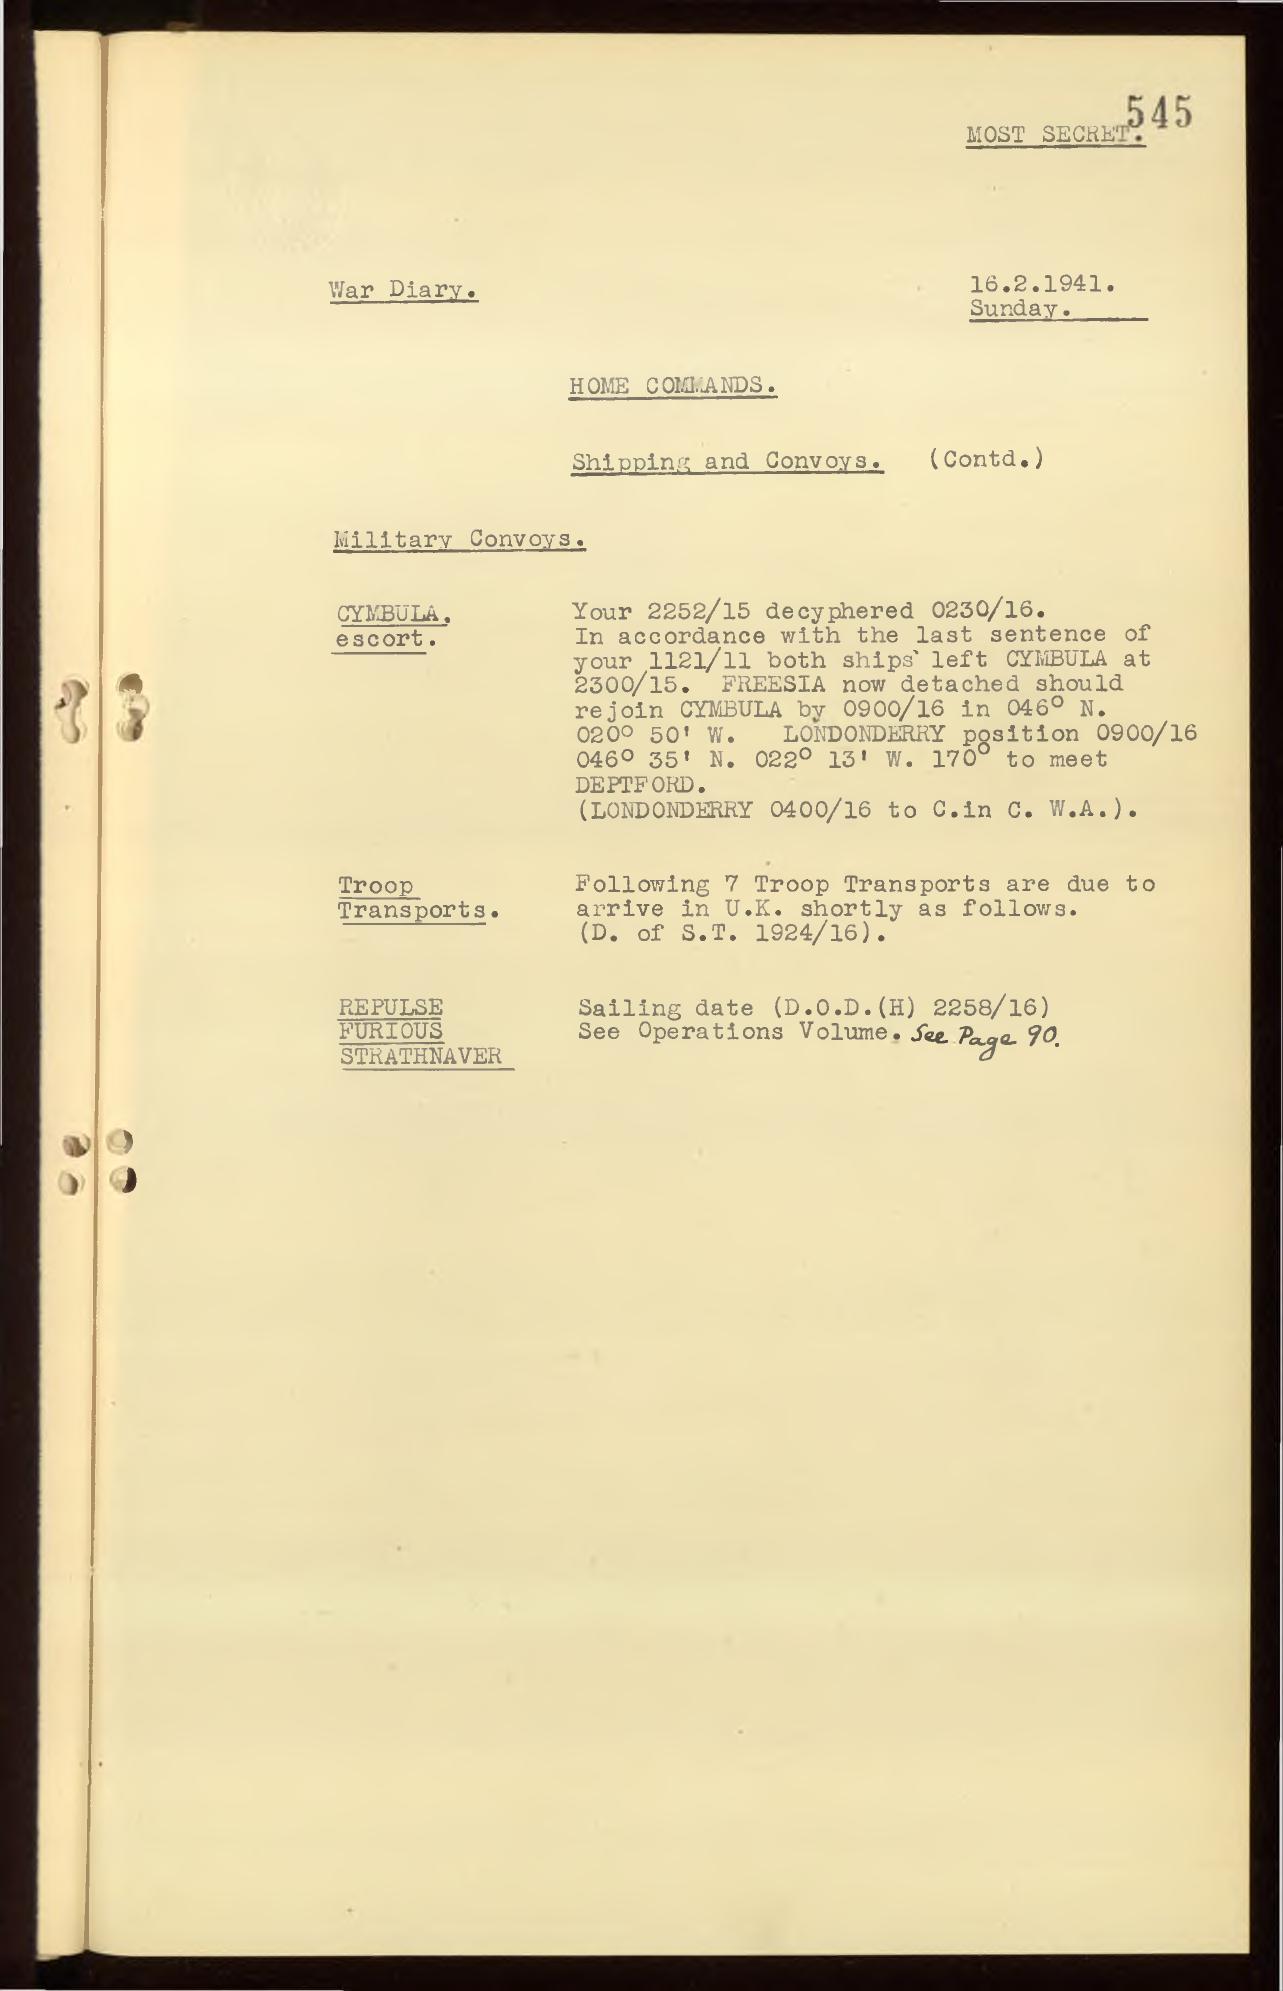 545
MOST SECRET.
War Diary.
16.2.1941.
Sunday.
HOME COMMANDS.
Shipping and Convoys. (Contd.)
Military Convoys.
CYMBULA.
escort.
Your 2252/15 decyphered 0230/16.
In accordance with the last sentence of
your 1121/11 both ships' left CYMBULA at
2300/15. FREESIA now detached should
rejoin CYMBULA by 0900/16 in 046° N.
020° 50' W. LONDONDERRY position 0900/16
046° 35' N. 022° 13' W. 170° to meet
DEPTFORD.
(LONDONDERRY 0400/16 to C.in C. W.A.).
Troop
Transports.
Following 7 Troop Transports are due to
arrive in U.K. shortly as follows.
(D. of S.T. 1924/16).
REPULSE
FURIOUS
STRATHNAVER
Sailing date (D.O.D.(H) 2258/16)
See Operations Volume. See Page 90.